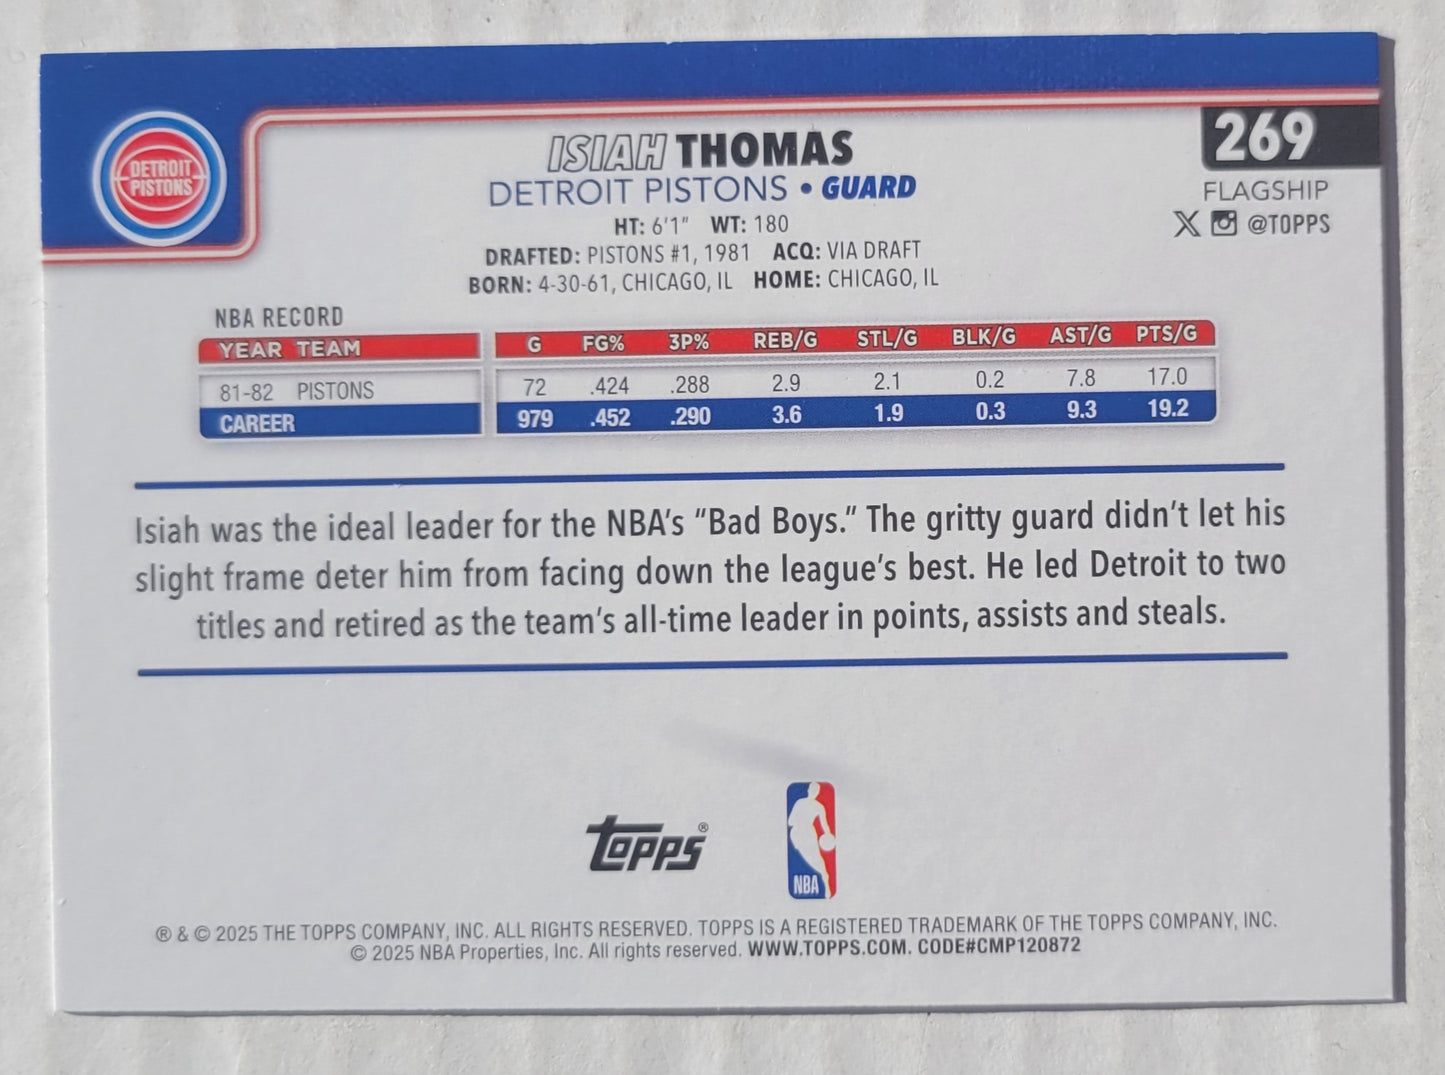 DETROIT
PISTONS
ISIAH THOMAS
269
DETROIT PISTONS • GUARD
FLAGSHIP
HT: 6'1" WT: 180
@TOPPS
DRAFTED: PISTONS #1, 1981 ACQ: VIA DRAFT
BORN: 4-30-61, CHICAGO, IL HOME: CHICAGO, IL
NBA RECORD
YEAR TEAM G FG% 3P% REB/G STL/G BLK/G AST/G PTS/G
81-82 PISTONS 72 .424 .288 2.9 2.1 0.2 7.8 17.0
CAREER 979 .452 .290 3.6 1.9 0.3 9.3 19.2
Isiah was the ideal leader for the NBA's "Bad Boys." The gritty guard didn't let his
slight frame deter him from facing down the league's best. He led Detroit to two
titles and retired as the team's all-time leader in points, assists and steals.
TOPPS®
NBA
® & © 2025 THE TOPPS COMPANY, INC. ALL RIGHTS RESERVED. TOPPS IS A REGISTERED TRADEMARK OF THE TOPPS COMPANY, INC.
© 2025 NBA Properties, Inc. All rights reserved. WWW.TOPPS.COM. CODE#CMP120872